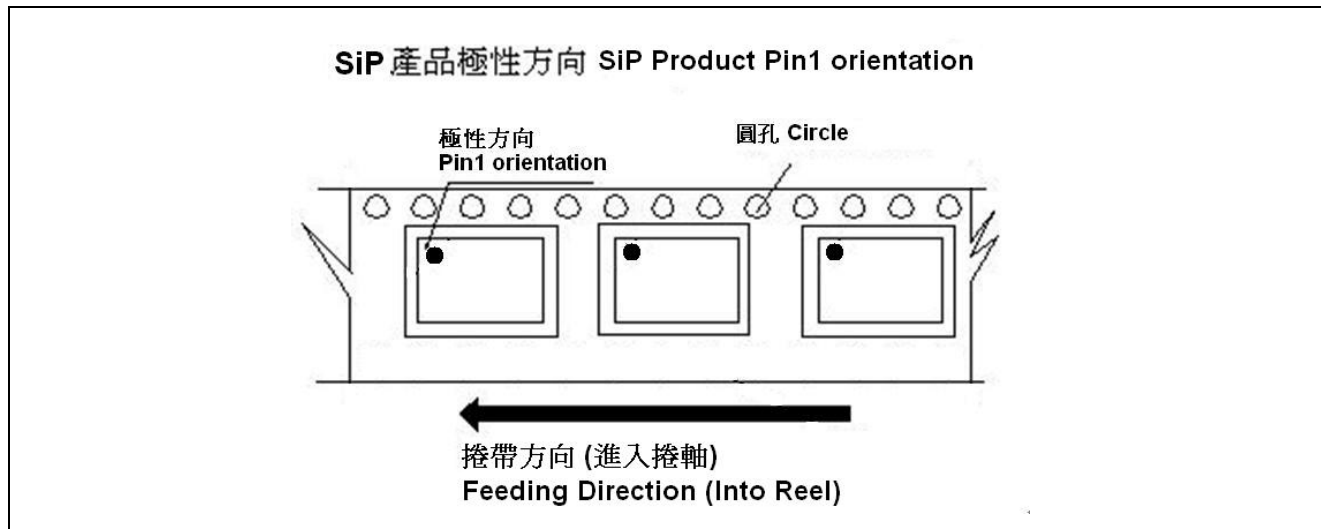 SiP 產品極性方向 SiP Product Pin1 orientation
極性方向
Pin1 orientation
圓孔 Circle
捲帶方向 (進入捲軸)
Feeding Direction (Into Reel)